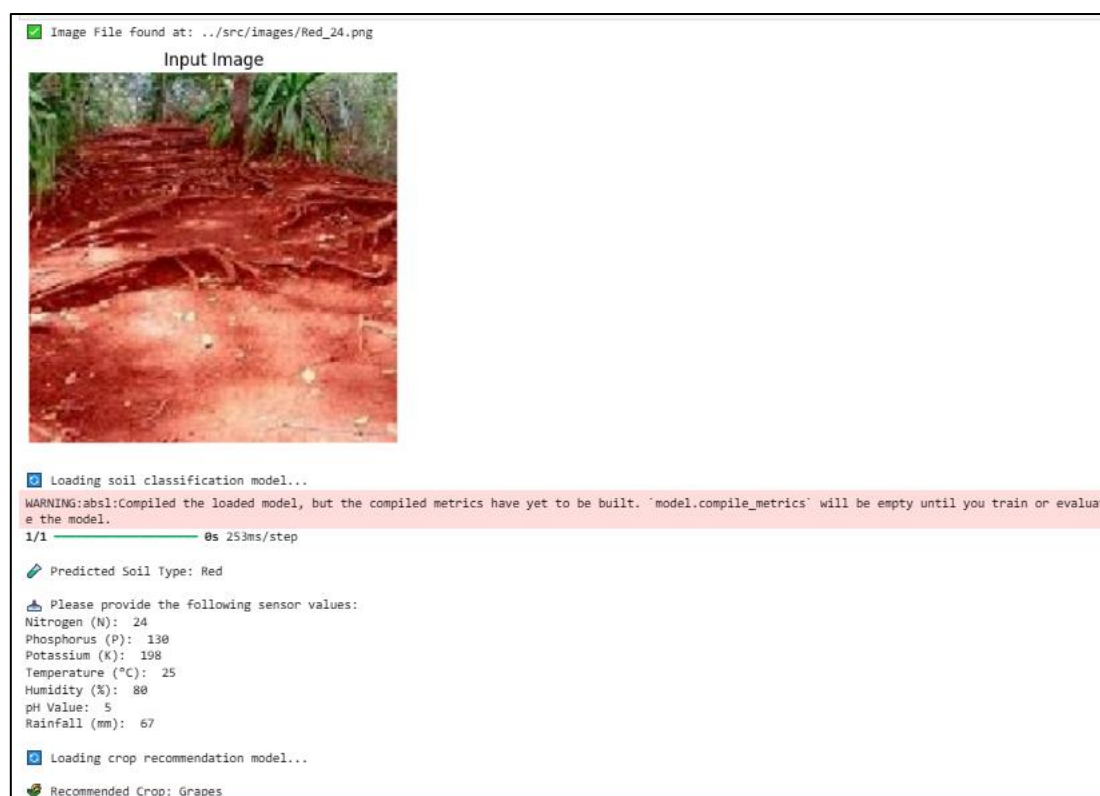 ✅ Image File found at: ../src/images/Red_24.png
Input Image
🔄 Loading soil classification model...
WARNING:absl:Compiled the loaded model, but the compiled metrics have yet to be built. `model.compile_metrics` will be empty until you train or evaluat
e the model.
1/1 ━━━━━━━━━━━━━━━━━━━━ 0s 253ms/step
🧪 Predicted Soil Type: Red
📥 Please provide the following sensor values:
Nitrogen (N): 24
Phosphorus (P): 130
Potassium (K): 198
Temperature (°C): 25
Humidity (%): 80
pH Value: 5
Rainfall (mm): 67
🔄 Loading crop recommendation model...
🌾 Recommended Crop: Grapes